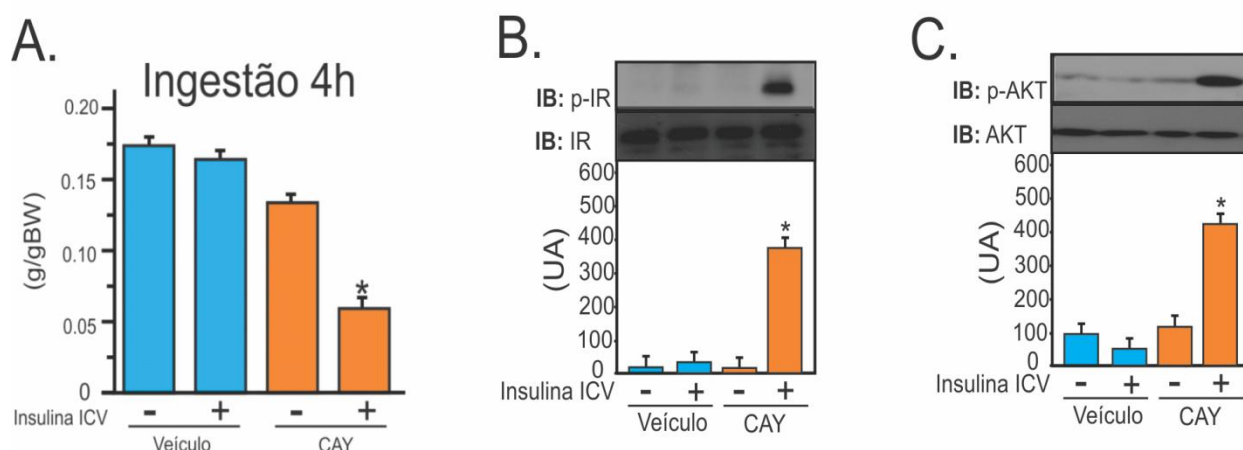 A.
Ingestão 4h
(g/gBW)
0.20
0.15
0.10
0.05
0
*
Insulina ICV - + - +
Veículo CAY
B.
IB: p-IR
IB: IR
(UA)
600
500
400
300
200
100
0
*
Insulina ICV - + - +
Veículo CAY
C.
IB: p-AKT
IB: AKT
(UA)
600
500
400
300
200
100
0
*
Insulina ICV - + - +
Veículo CAY